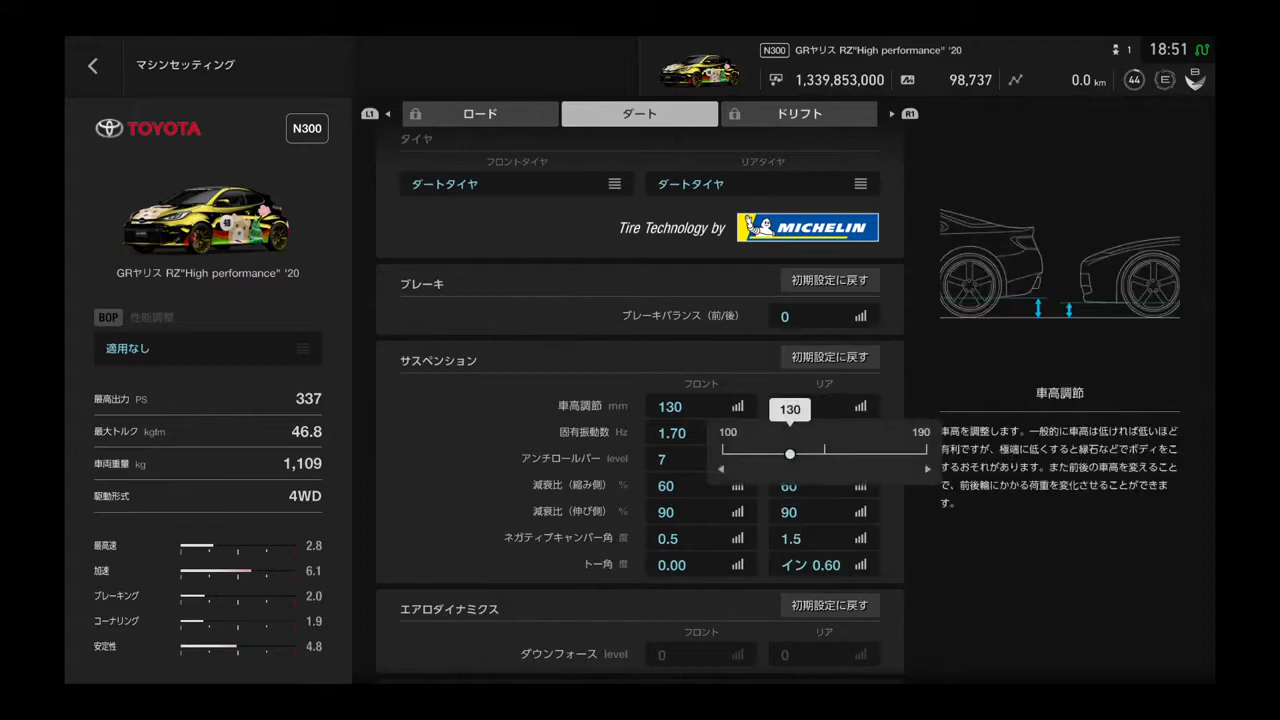 マシンセッティング
N300 GRヤリス RZ"High performance" '20
1 18:51
1,339,853,000 98,737 0.0 km 44 E B
TOYOTA N300
GRヤリス RZ"High performance" '20
BOP 性能調整
適用なし
最高出力 PS 337
最大トルク kgfm 46.8
車両重量 kg 1,109
駆動形式 4WD
最高速 2.8
加速 6.1
ブレーキング 2.0
コーナリング 1.9
安定性 4.8
L1 ロード ダート ドリフト R1
タイヤ
フロントタイヤ リアタイヤ
ダートタイヤ ダートタイヤ
Tire Technology by MICHELIN
ブレーキ 初期設定に戻す
ブレーキバランス(前/後) 0
サスペンション 初期設定に戻す
フロント リア
車高調節 mm 130 130
100 190
固有振動数 Hz 1.70
アンチロールバー level 7
減衰比(縮み側) % 60 60
減衰比(伸び側) % 90 90
ネガティブキャンバー角 度 0.5 1.5
トー角 度 0.00 イン 0.60
エアロダイナミクス 初期設定に戻す
フロント リア
ダウンフォース level 0 0
車高調節
車高を調整します。一般的に車高は低ければ低いほど
有利ですが、極端に低くすると縁石などでボディをこ
するおそれがあります。また前後の車高を変えること
で、前後輪にかかる荷重を変化させることができま
す。